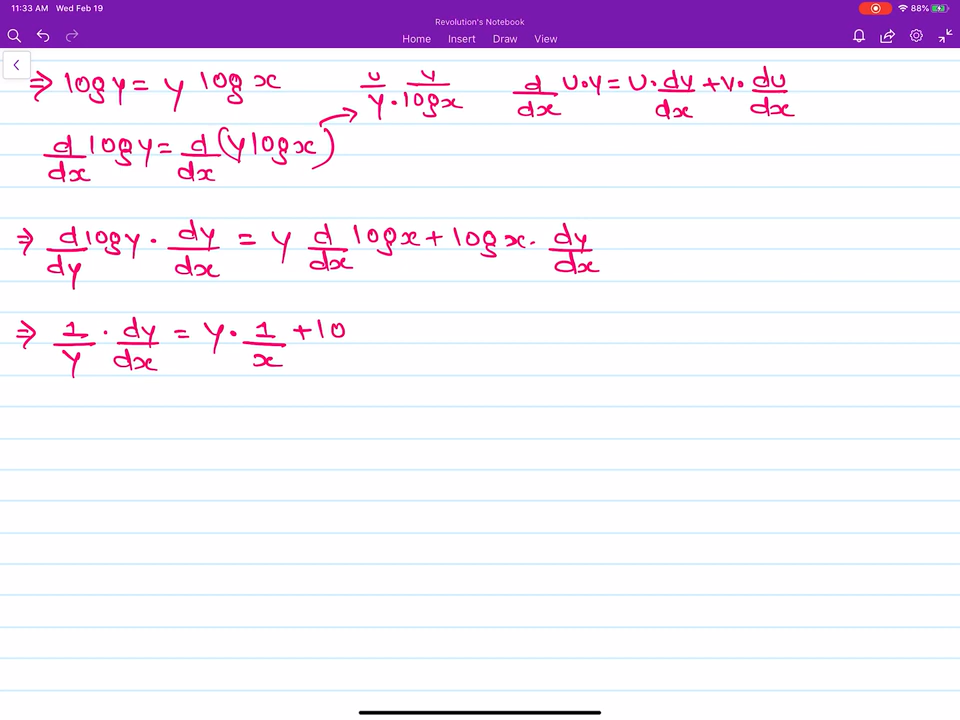 11:33 AM Wed Feb 19
88%
Revolution's Notebook
Home Insert Draw View
⇒ log y = y log x
u v
y · log x
d/dx u·v = u · dv/dx + v · du/dx
d/dx log y = d/dx (y log x)
⇒ d/dy log y · dy/dx = y d/dx log x + log x · dy/dx
⇒ 1/y · dy/dx = y · 1/x + lo